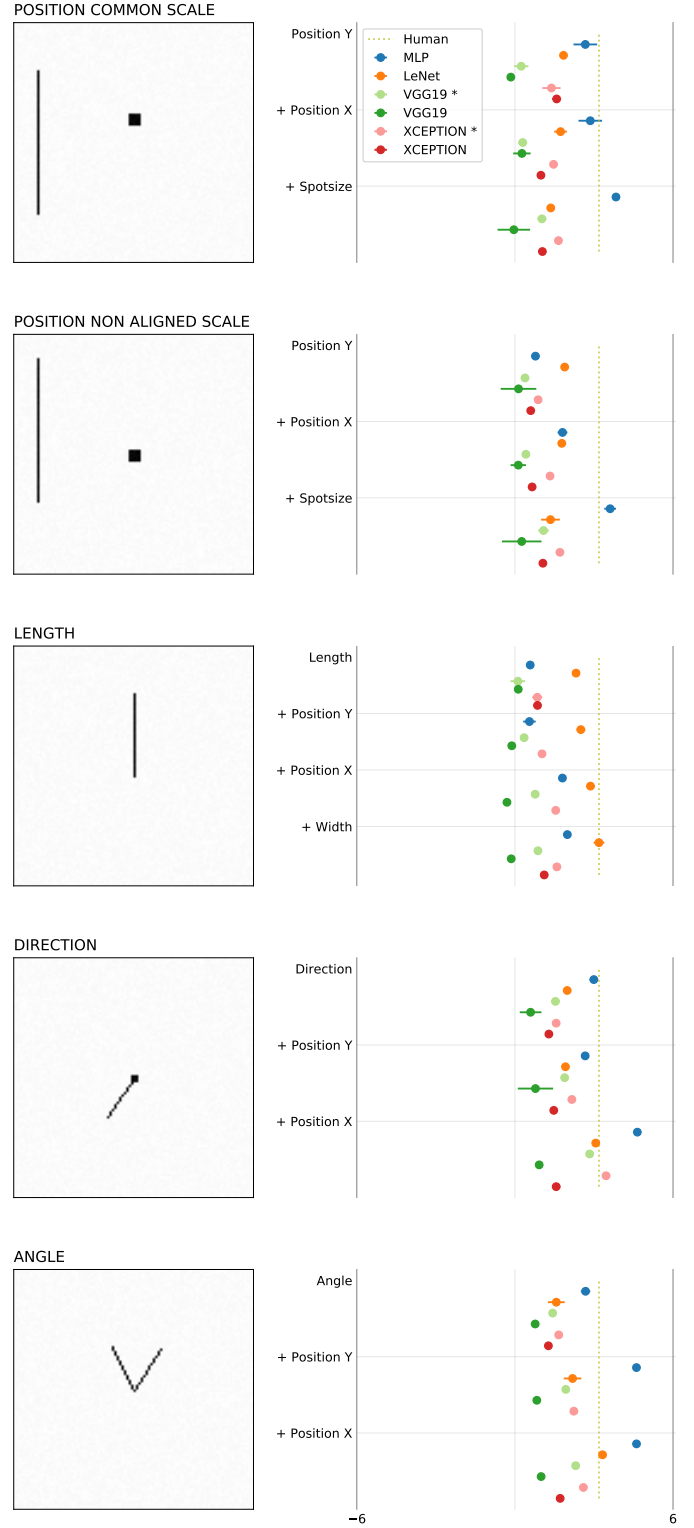 POSITION COMMON SCALE
Position Y
+ Position X
+ Spotsize
Human
MLP
LeNet
VGG19 *
VGG19
XCEPTION *
XCEPTION
POSITION NON ALIGNED SCALE
Position Y
+ Position X
+ Spotsize
LENGTH
Length
+ Position Y
+ Position X
+ Width
DIRECTION
Direction
+ Position Y
+ Position X
ANGLE
Angle
+ Position Y
+ Position X
−6 6